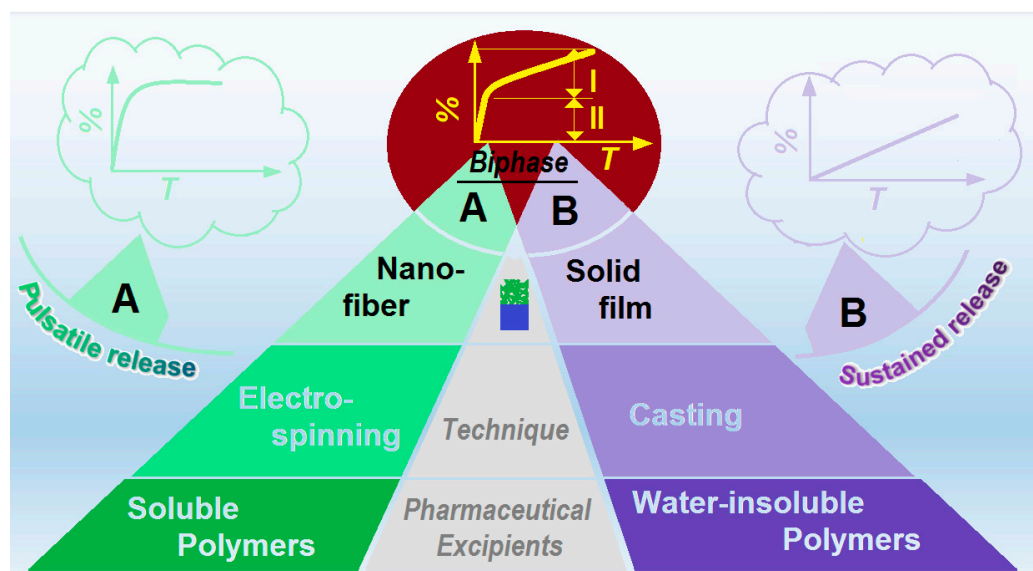 %
T
%
I
II
T
Biphase
A
B
%
T
A
Pulsatile release
B
Sustained release
Nano-
fiber
Solid
film
Electro-
spinning
Technique
Casting
Soluble
Polymers
Pharmaceutical
Excipients
Water-insoluble
Polymers